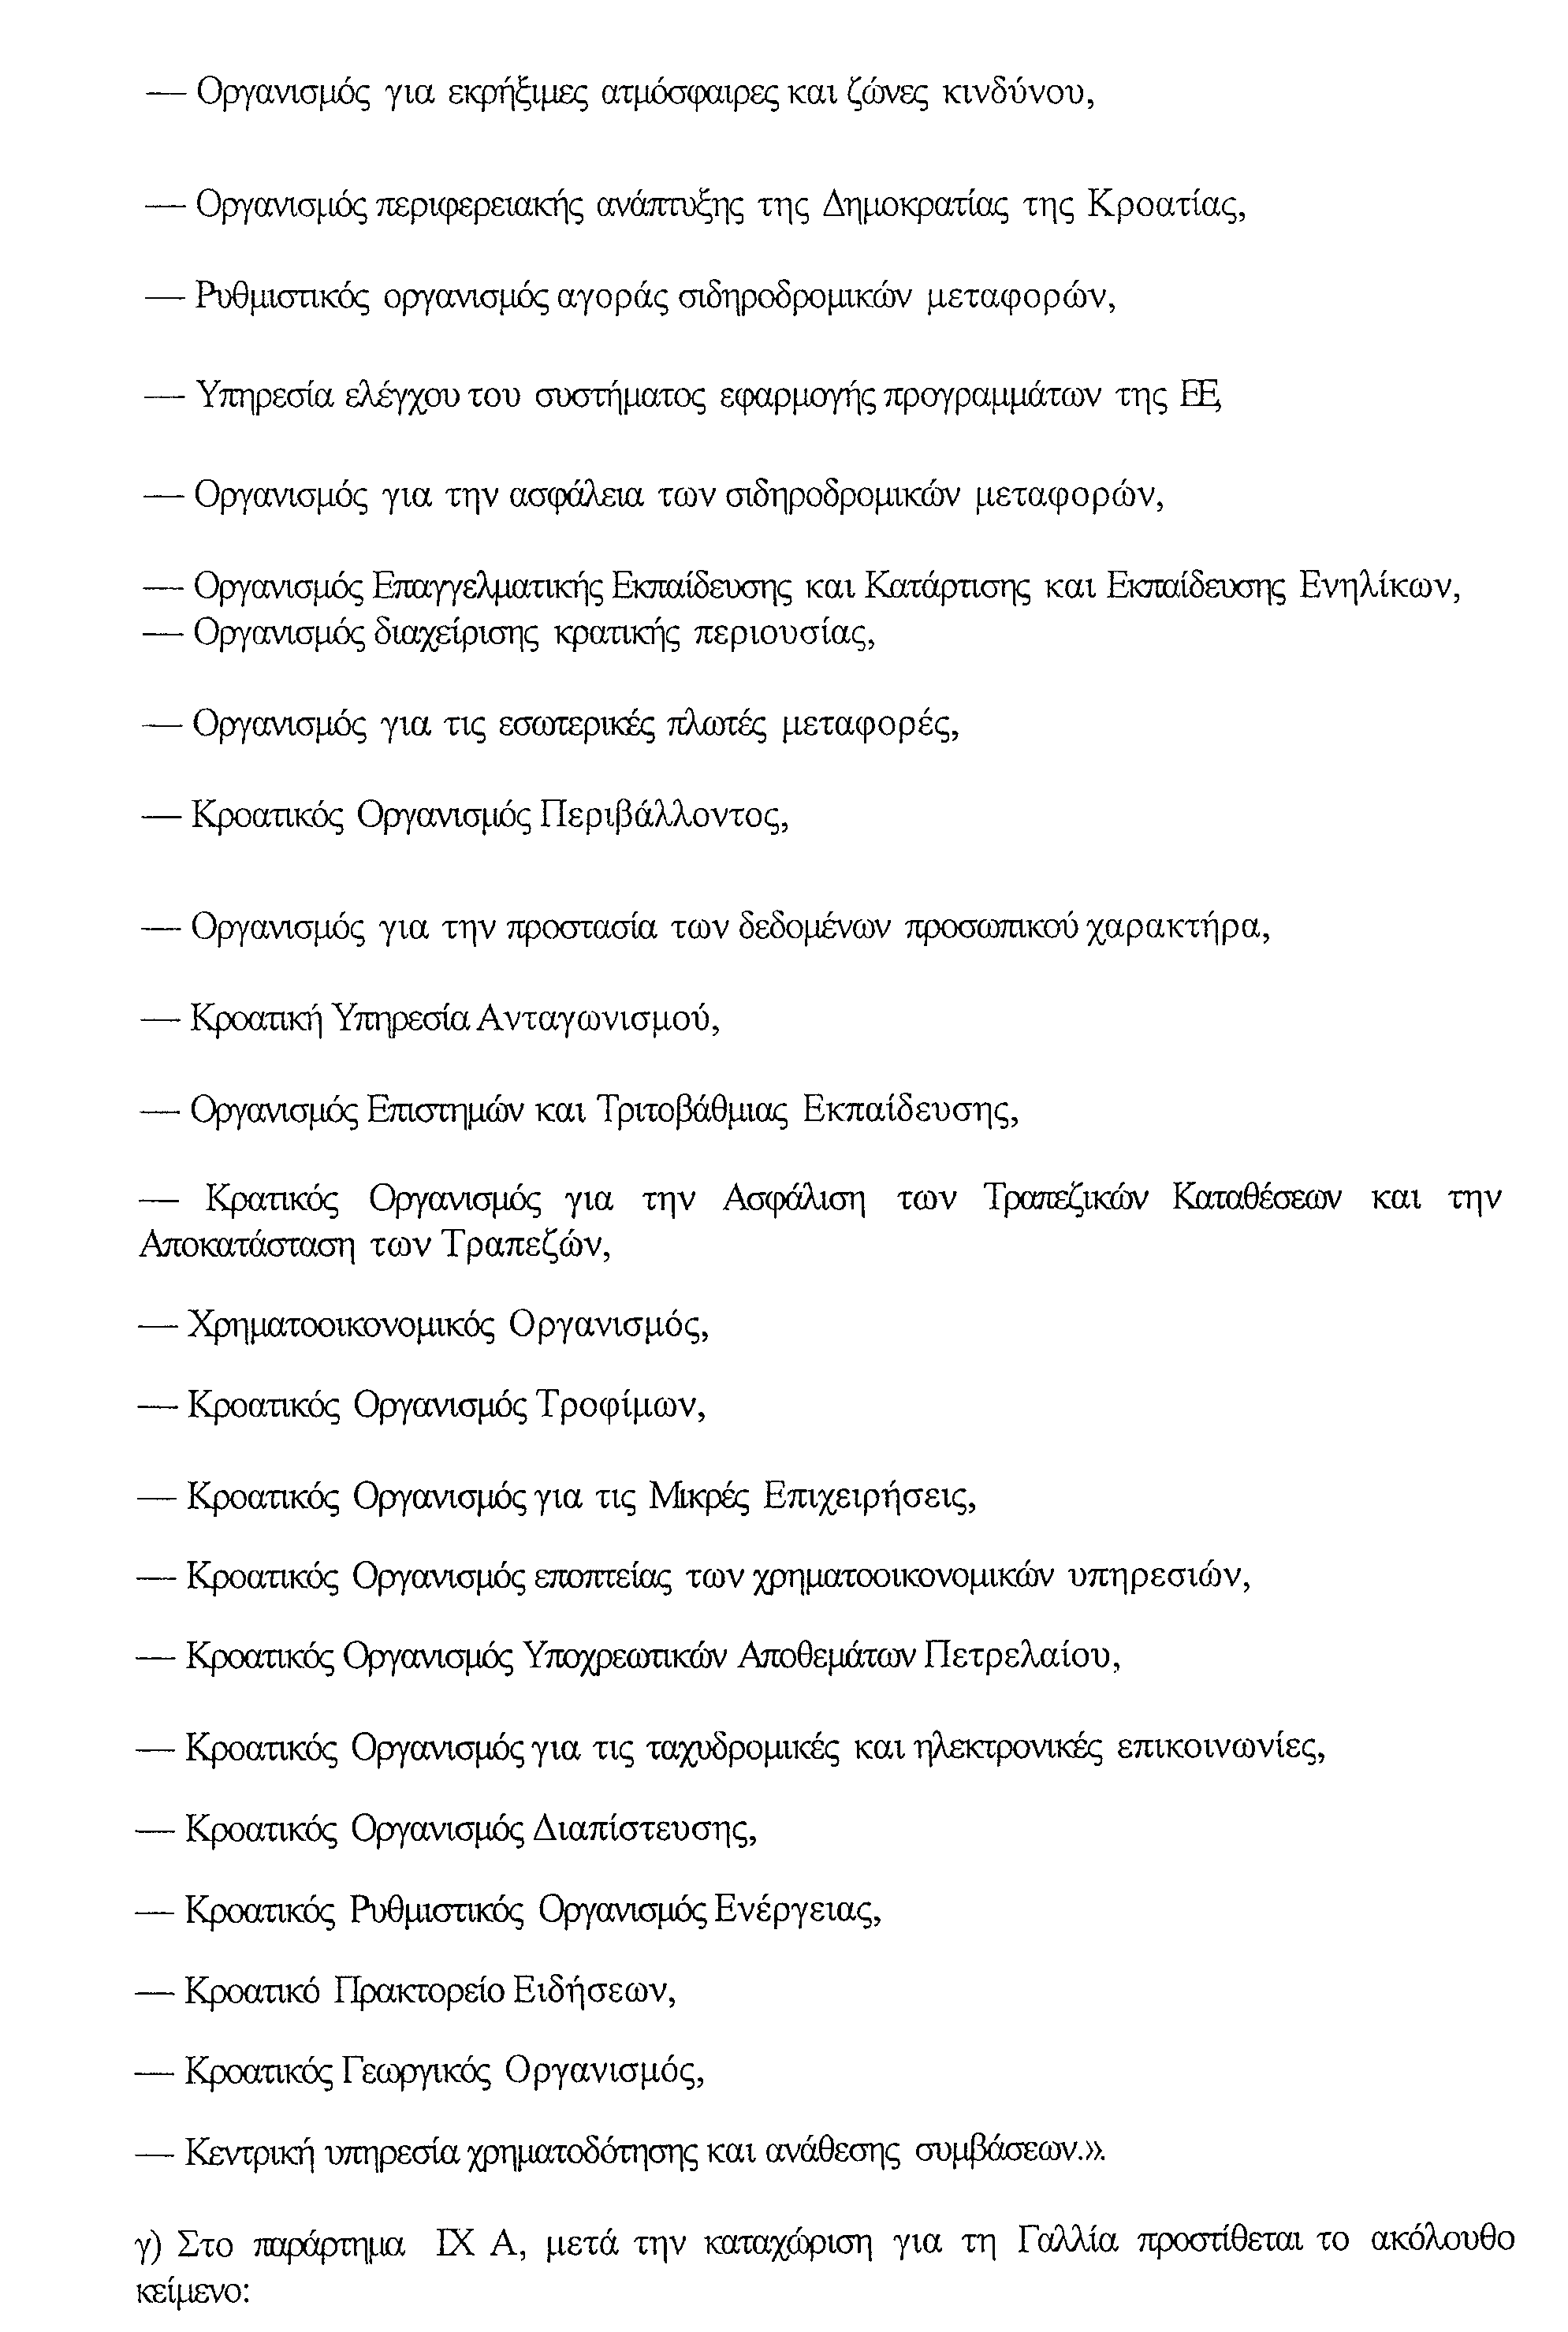 — Οργανισμός για εκρήξιμες ατμόσφαιρες και ζώνες κινδύνου,
— Οργανισμός περιφερειακής ανάπτυξης της Δημοκρατίας της Κροατίας,
— Ρυθμιστικός οργανισμός αγοράς σιδηροδρομικών μεταφορών,
— Υπηρεσία ελέγχου του συστήματος εφαρμογής προγραμμάτων της ΕΕ,
— Οργανισμός για την ασφάλεια των σιδηροδρομικών μεταφορών,
— Οργανισμός Επαγγελματικής Εκπαίδευσης και Κατάρτισης και Εκπαίδευσης Ενηλίκων,
— Οργανισμός διαχείρισης κρατικής περιουσίας,
— Οργανισμός για τις εσωτερικές πλωτές μεταφορές,
— Κροατικός Οργανισμός Περιβάλλοντος,
— Οργανισμός για την προστασία των δεδομένων προσωπικού χαρακτήρα,
— Κροατική Υπηρεσία Ανταγωνισμού,
— Οργανισμός Επιστημών και Τριτοβάθμιας Εκπαίδευσης,
— Κρατικός Οργανισμός για την Ασφάλιση των Τραπεζικών Καταθέσεων και την
Αποκατάσταση των Τραπεζών,
— Χρηματοοικονομικός Οργανισμός,
— Κροατικός Οργανισμός Τροφίμων,
— Κροατικός Οργανισμός για τις Μικρές Επιχειρήσεις,
— Κροατικός Οργανισμός εποπτείας των χρηματοοικονομικών υπηρεσιών,
— Κροατικός Οργανισμός Υποχρεωτικών Αποθεμάτων Πετρελαίου,
— Κροατικός Οργανισμός για τις ταχυδρομικές και ηλεκτρονικές επικοινωνίες,
— Κροατικός Οργανισμός Διαπίστευσης,
— Κροατικός Ρυθμιστικός Οργανισμός Ενέργειας,
— Κροατικό Πρακτορείο Ειδήσεων,
— Κροατικός Γεωργικός Οργανισμός,
— Κεντρική υπηρεσία χρηματοδότησης και ανάθεσης συμβάσεων.».
γ) Στο παράρτημα ΙΧ Α, μετά την καταχώριση για τη Γαλλία προστίθεται το ακόλουθο
κείμενο: